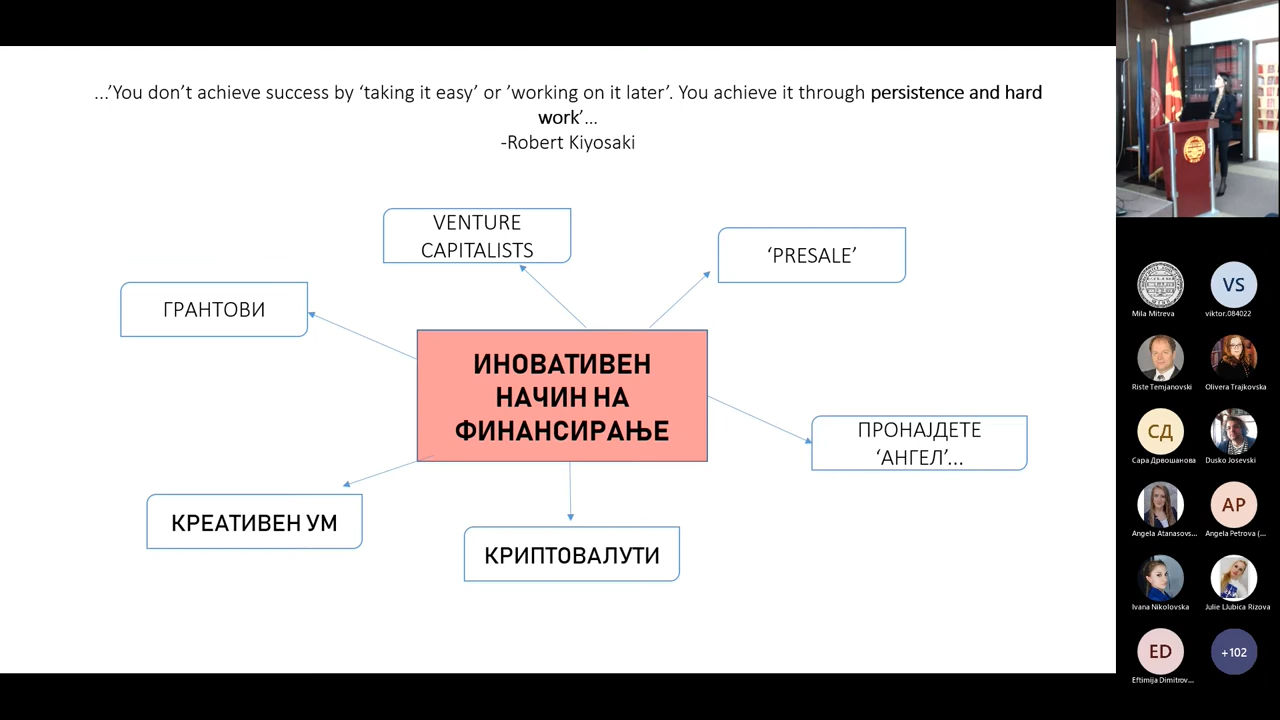 ...'You don't achieve success by 'taking it easy' or 'working on it later'. You achieve it through persistence and hard
work'...
-Robert Kiyosaki
VENTURE
CAPITALISTS
'PRESALE'
ГРАНТОВИ
ИНОВАТИВЕН
НАЧИН НА
ФИНАНСИРАЊЕ
ПРОНАЈДЕТЕ
'АНГЕЛ'...
КРЕАТИВЕН УМ
КРИПТОВАЛУТИ
VS
Mila Mitreva
viktor.084022
Riste Temjanovski
Olivera Trajkovska
СД
Сара Дрвошанова
Dusko Josevski
AP
Angela Atanasovs...
Angela Petrova (...
Ivana Nikolovska
Julie LJubica Rizova
ED
+102
Eftimija Dimitrov...